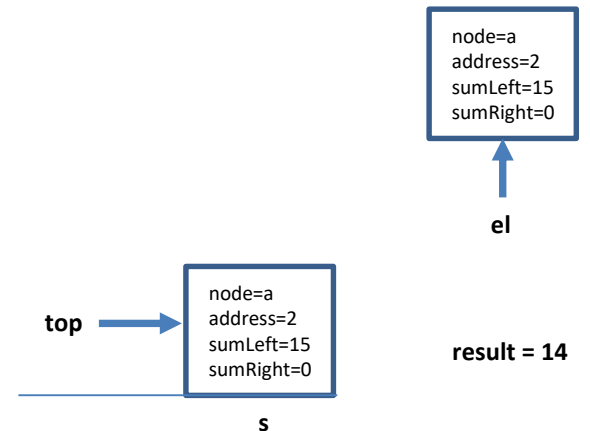 node=a
address=2
sumLeft=15
sumRight=0
el
top
node=a
address=2
sumLeft=15
sumRight=0
result = 14
s